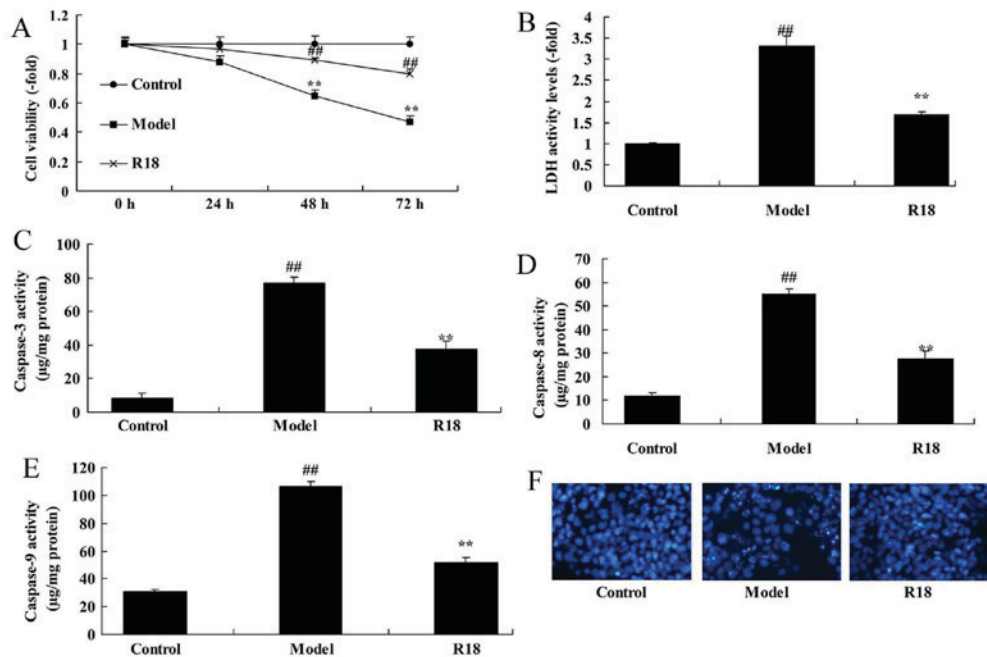 A
Cell viability (-fold)
1.2
1
0.8
0.6
0.4
0.2
0
##
##
**
**
Control
Model
R18
0 h 24 h 48 h 72 h
B
LDH activity levels (-fold)
4
3.5
3
2.5
2
1.5
1
0.5
0
##
**
Control Model R18
C
Caspase-3 activity
(µg/mg protein)
100
80
60
40
20
0
##
**
Control Model R18
D
Caspase-8 activity
(µg/mg protein)
70
60
50
40
30
20
10
0
##
**
Control Model R18
E
Caspase-9 activity
(µg/mg protein)
120
100
80
60
40
20
0
##
**
Control Model R18
F
Control Model R18